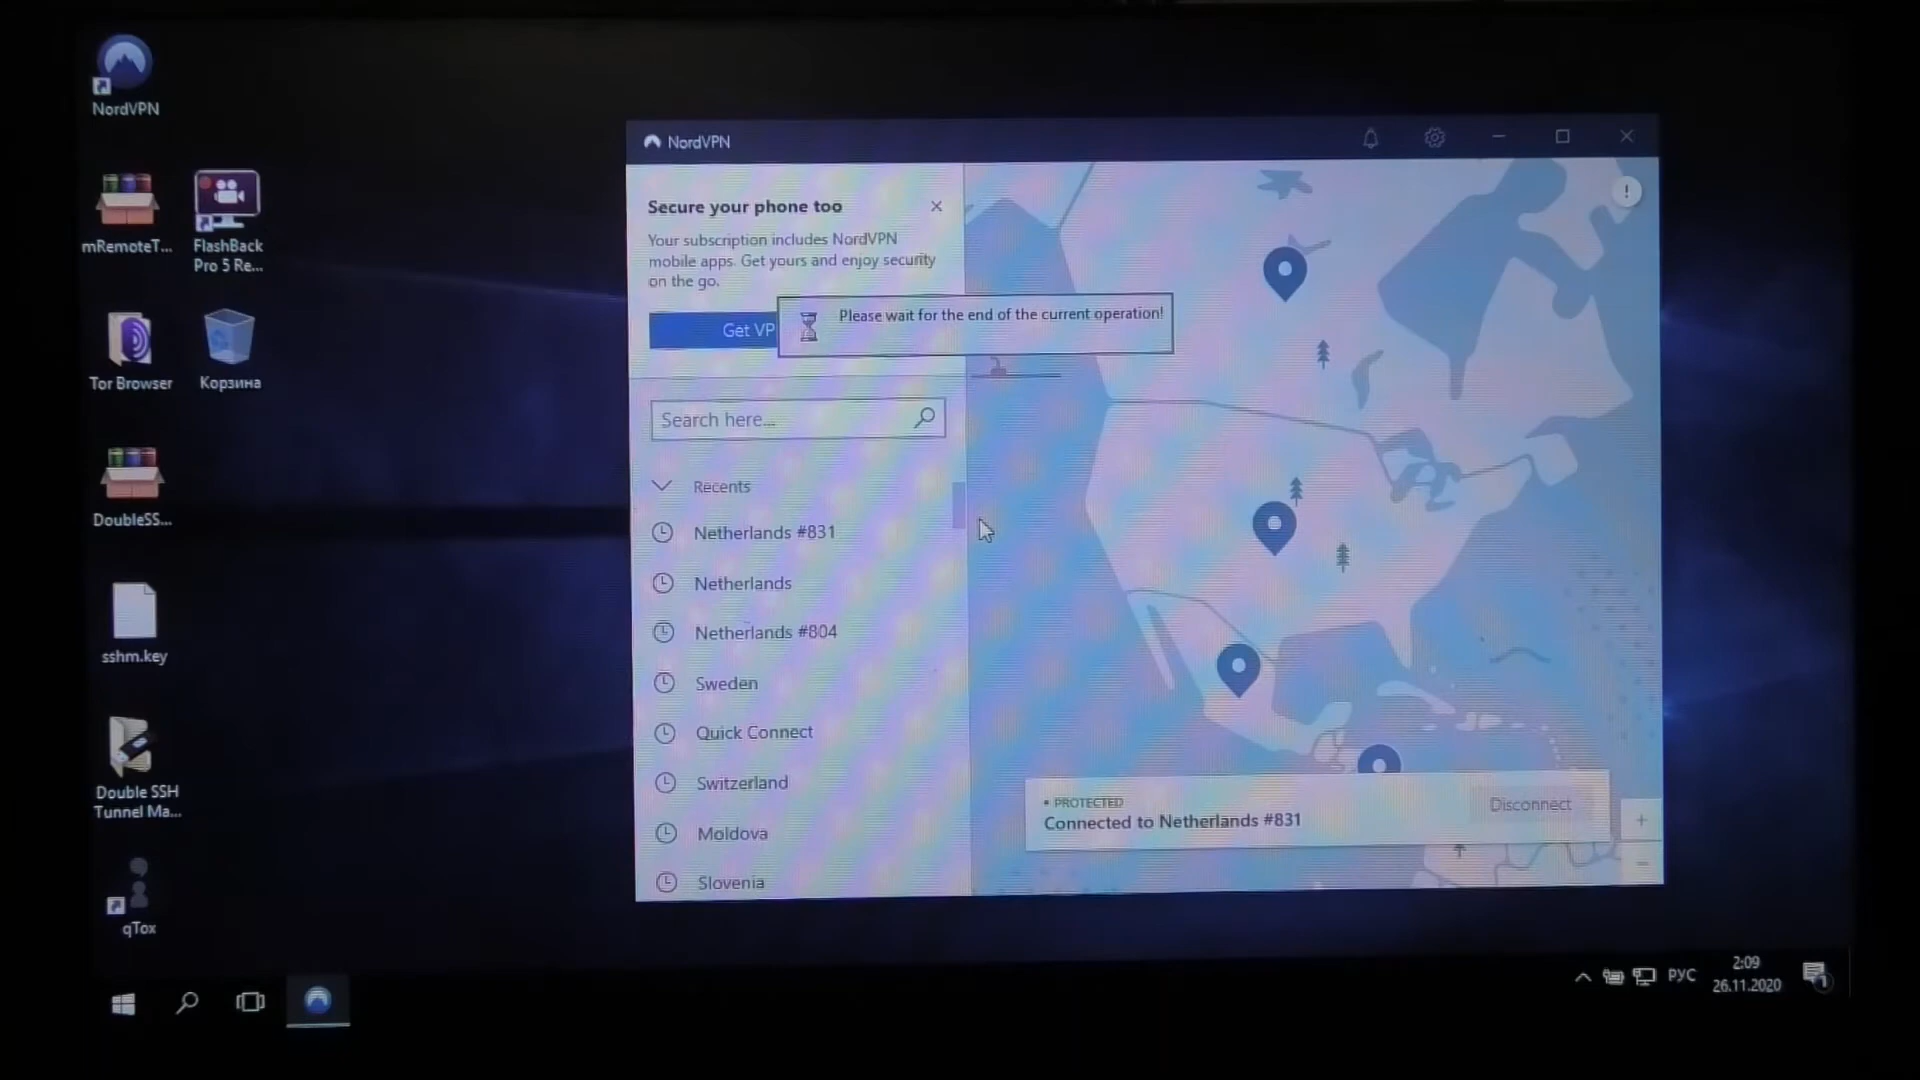 NordVPN
mRemoteT...
FlashBack
Pro 5 Re...
Tor Browser
Корзина
DoubleSS...
sshm.key
Double SSH
Tunnel Ma...
qTox
NordVPN
Secure your phone too
Your subscription includes NordVPN
mobile apps. Get yours and enjoy security
on the go.
Get VP
Please wait for the end of the current operation!
Search here...
Recents
Netherlands #831
Netherlands
Netherlands #804
Sweden
Quick Connect
Switzerland
Moldova
Slovenia
• PROTECTED
Connected to Netherlands #831
Disconnect
РУС
2:09
26.11.2020
1